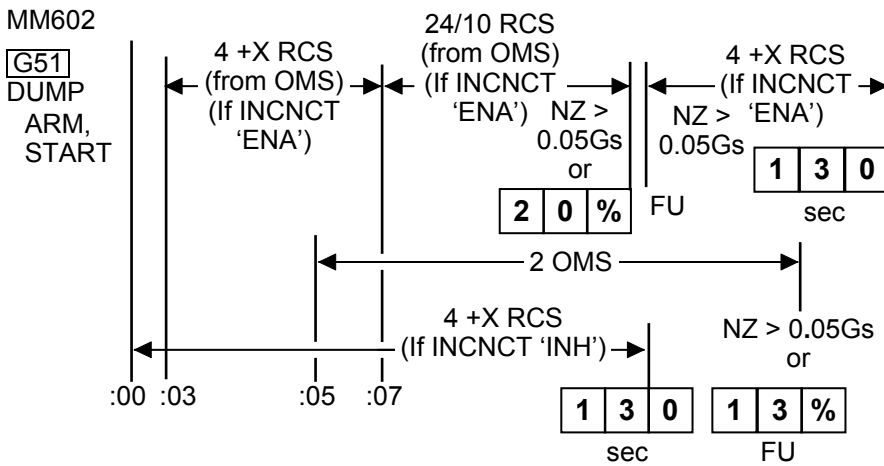 MM602
G51
DUMP
ARM,
START
4 +X RCS
(from OMS)
(If INCNCT
‘ENA’)
24/10 RCS
(from OMS)
(If INCNCT
‘ENA’)
NZ >
0.05Gs
or
2 0 %
FU
4 +X RCS
(If INCNCT
‘ENA’)
NZ >
0.05Gs
1 3 0
sec
2 OMS
4 +X RCS
(If INCNCT ‘INH’)
NZ > 0.05Gs
or
:00 :03 :05 :07
1 3 0
sec
1 3 %
FU